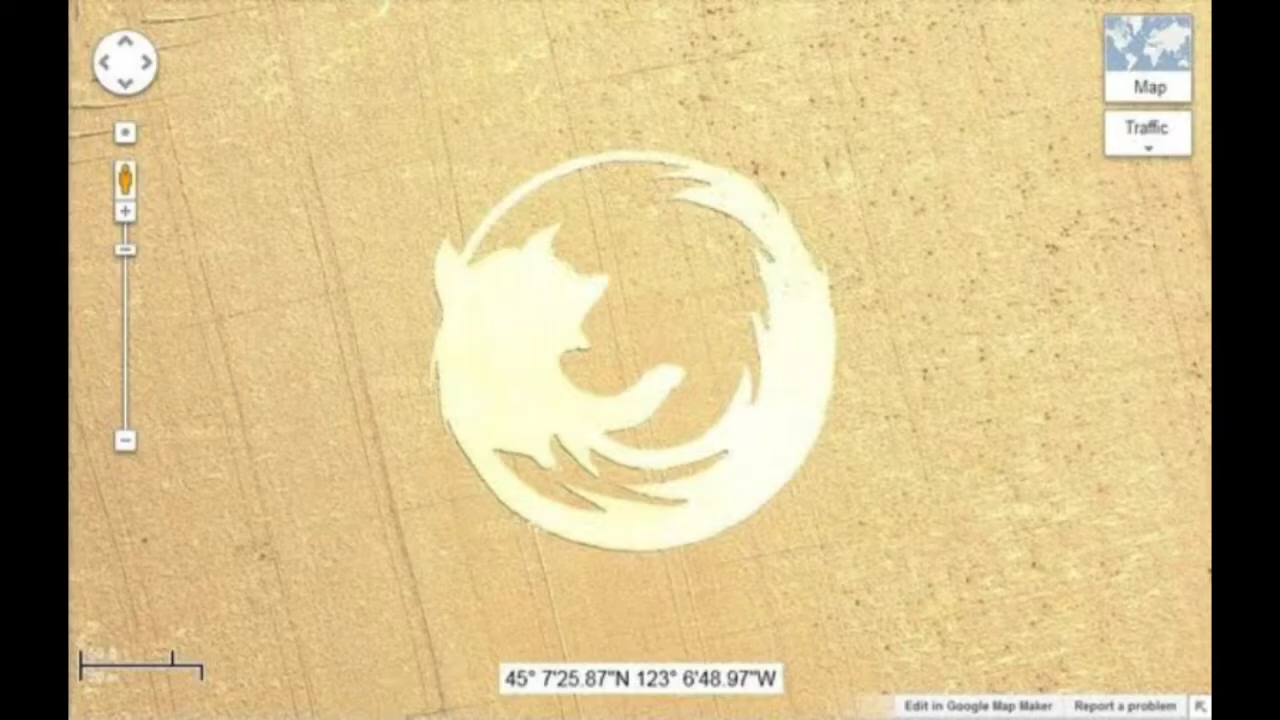 Map
Traffic
45° 7'25.87"N 123° 6'48.97"W
Edit in Google Map Maker
Report a problem